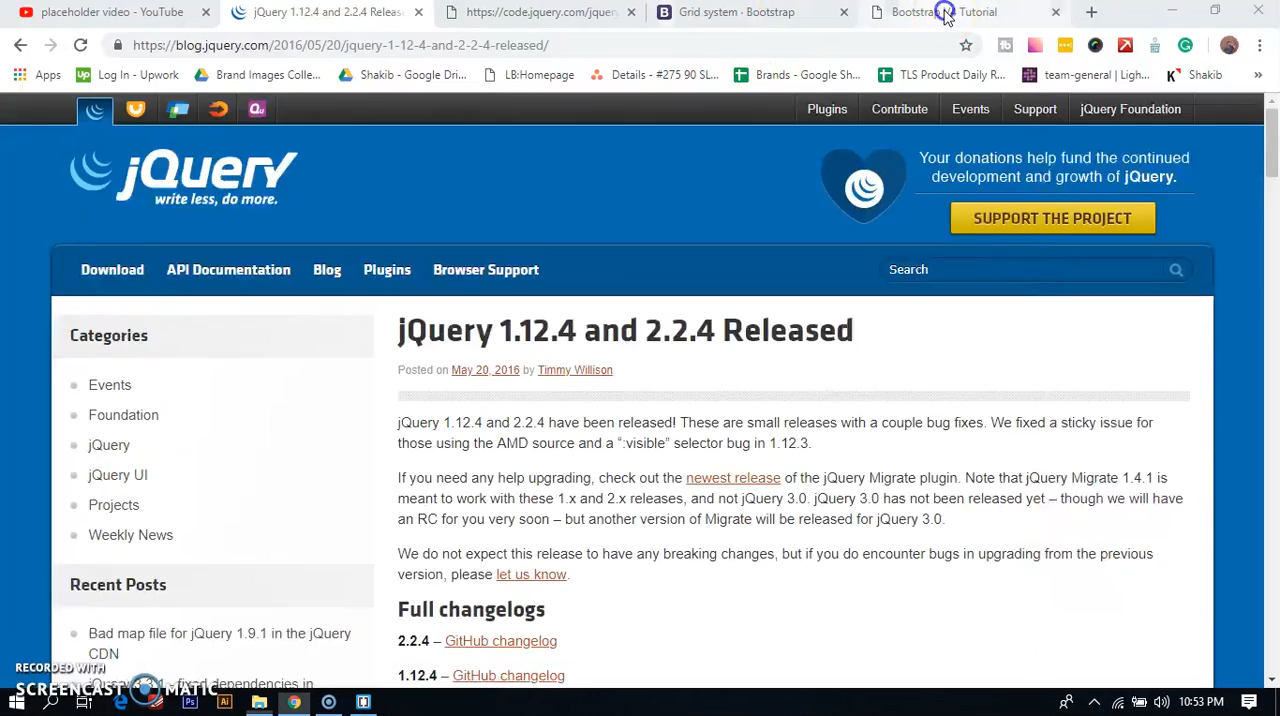 placeholder video - YouTube
jQuery 1.12.4 and 2.2.4 Releas
https://code.jquery.com/jquery
Grid system · Bootstrap
Bootstrap
Tutorial
https://blog.jquery.com/2016/05/20/jquery-1-12-4-and-2-2-4-released/
Apps
Log In - Upwork
Brand Images Colle...
Shakib - Google Dri...
LB:Homepage
Details - #275 90 SL...
Brands - Google Sh...
TLS Product Daily R...
team-general | Ligh...
Shakib
Plugins
Contribute
Events
Support
jQuery Foundation
jQuery
write less, do more.
Your donations help fund the continued
development and growth of jQuery.
SUPPORT THE PROJECT
Download
API Documentation
Blog
Plugins
Browser Support
Search
Categories
Events
Foundation
jQuery
jQuery UI
Projects
Weekly News
Recent Posts
Bad map file for jQuery 1.9.1 in the jQuery
CDN
fixed dependencies in
jQuery 1.12.4 and 2.2.4 Released
Posted on May 20, 2016 by Timmy Willison
jQuery 1.12.4 and 2.2.4 have been released! These are small releases with a couple bug fixes. We fixed a sticky issue for
those using the AMD source and a “:visible” selector bug in 1.12.3.
If you need any help upgrading, check out the newest release of the jQuery Migrate plugin. Note that jQuery Migrate 1.4.1 is
meant to work with these 1.x and 2.x releases, and not jQuery 3.0. jQuery 3.0 has not been released yet – though we will have
an RC for you very soon – but another version of Migrate will be released for jQuery 3.0.
We do not expect this release to have any breaking changes, but if you do encounter bugs in upgrading from the previous
version, please let us know.
Full changelogs
2.2.4 – GitHub changelog
1.12.4 – GitHub changelog
RECORDED WITH
SCREENCAST MATIC
10:53 PM